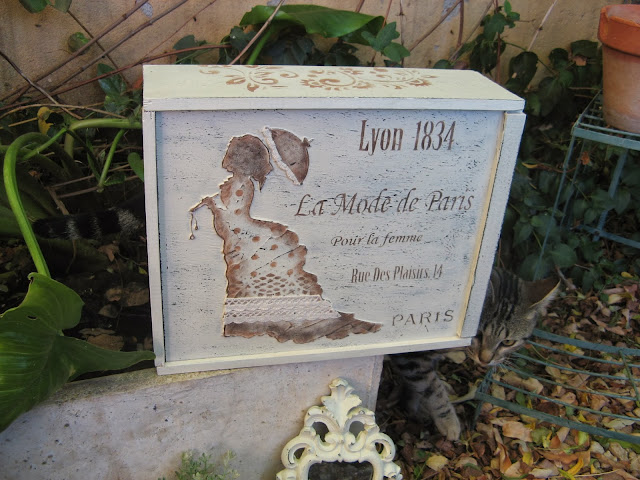 Lyon 1834
La Mode de Paris
Pour la femme
Rue Des Plaisirs, 14
PARIS